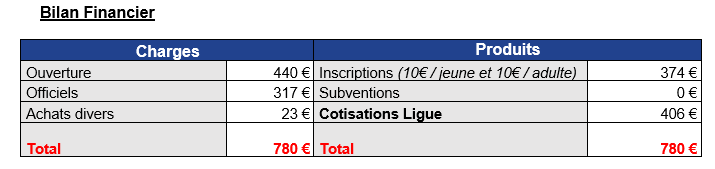 Bilan Financier
Charges Produits
Ouverture 440 € Inscriptions (10€ / jeune et 10€ / adulte) 374 €
Officiels 317 € Subventions 0 €
Achats divers 23 € Cotisations Ligue 406 €
Total 780 € Total 780 €